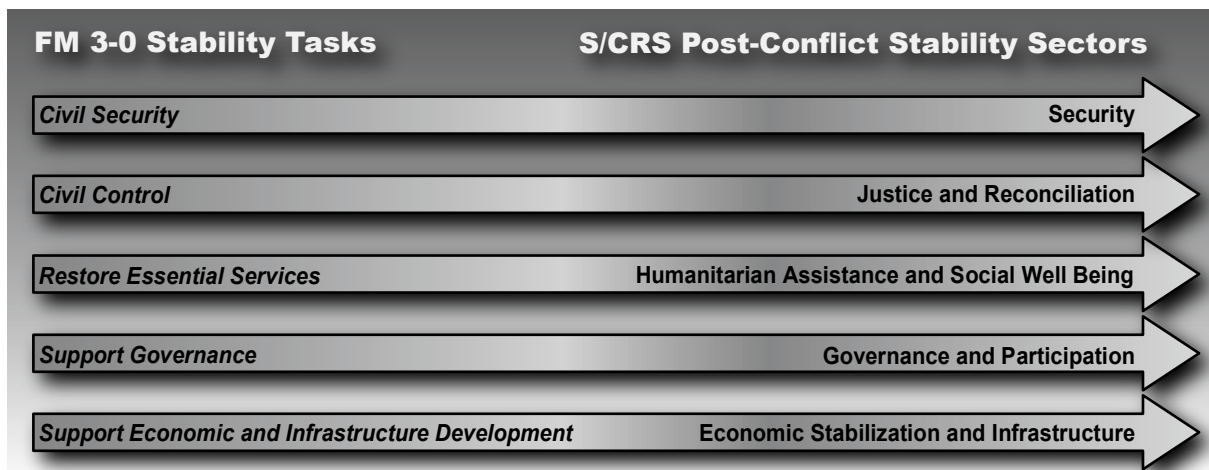 FM 3-0 Stability Tasks
S/CRS Post-Conflict Stability Sectors
Civil Security
Security
Civil Control
Justice and Reconciliation
Restore Essential Services
Humanitarian Assistance and Social Well Being
Support Governance
Governance and Participation
Support Economic and Infrastructure Development
Economic Stabilization and Infrastructure